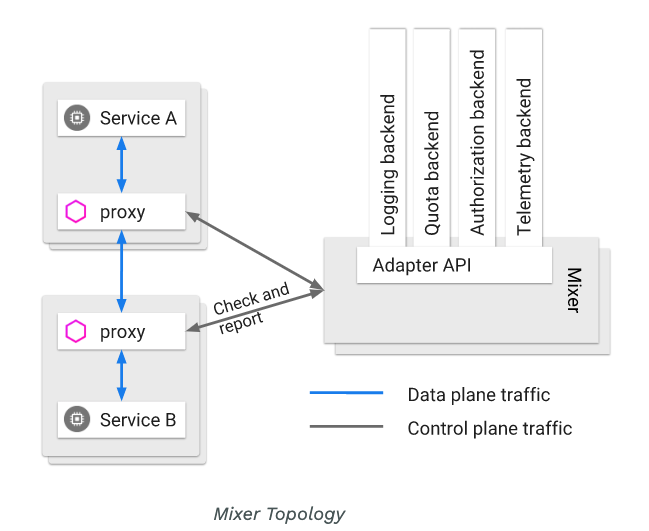 Service A
proxy
proxy
Service B
Check and
report
Logging backend
Quota backend
Authorization backend
Telemetry backend
Adapter API
Mixer
Data plane traffic
Control plane traffic
Mixer Topology